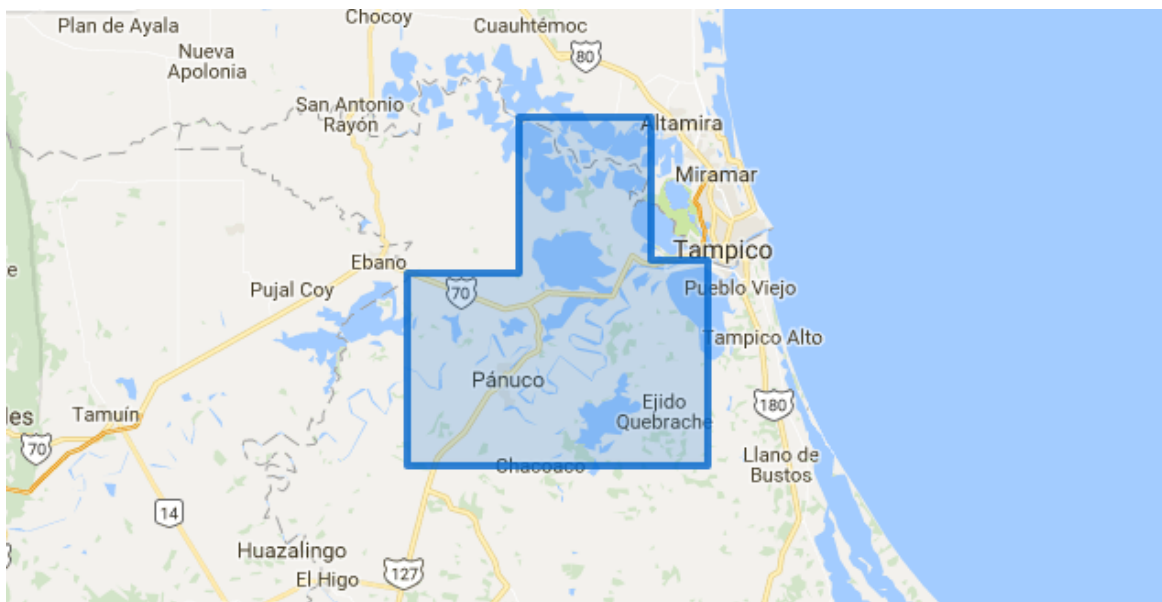 Chocoy
Plan de Ayala
Cuauhtémoc
Nueva
Apolonia
80
San Antonio
Rayón
Altamira
Miramar
Tampico
e
Ebano
70
Pujal Coy
Pueblo Viejo
Tampico Alto
Pánuco
Ejido
Quebrache
180
les
Tamuín
70
Llano de
Bustos
Chacoaco
14
Huazalingo
El Higo
127